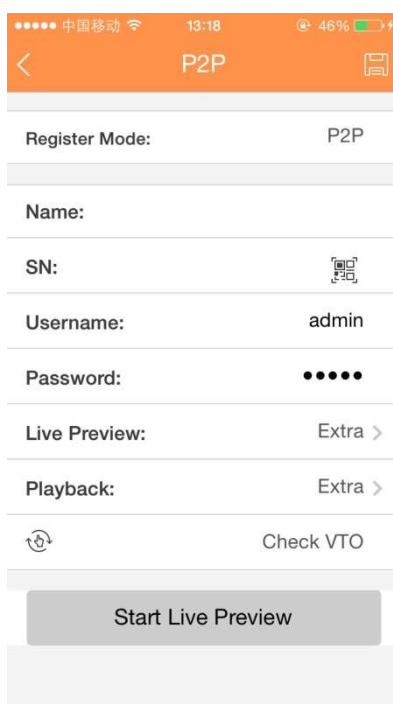 中国移动 13:18 46%
P2P
Register Mode: P2P
Name:
SN:
Username: admin
Password: •••••
Live Preview: Extra
Playback: Extra
Check VTO
Start Live Preview